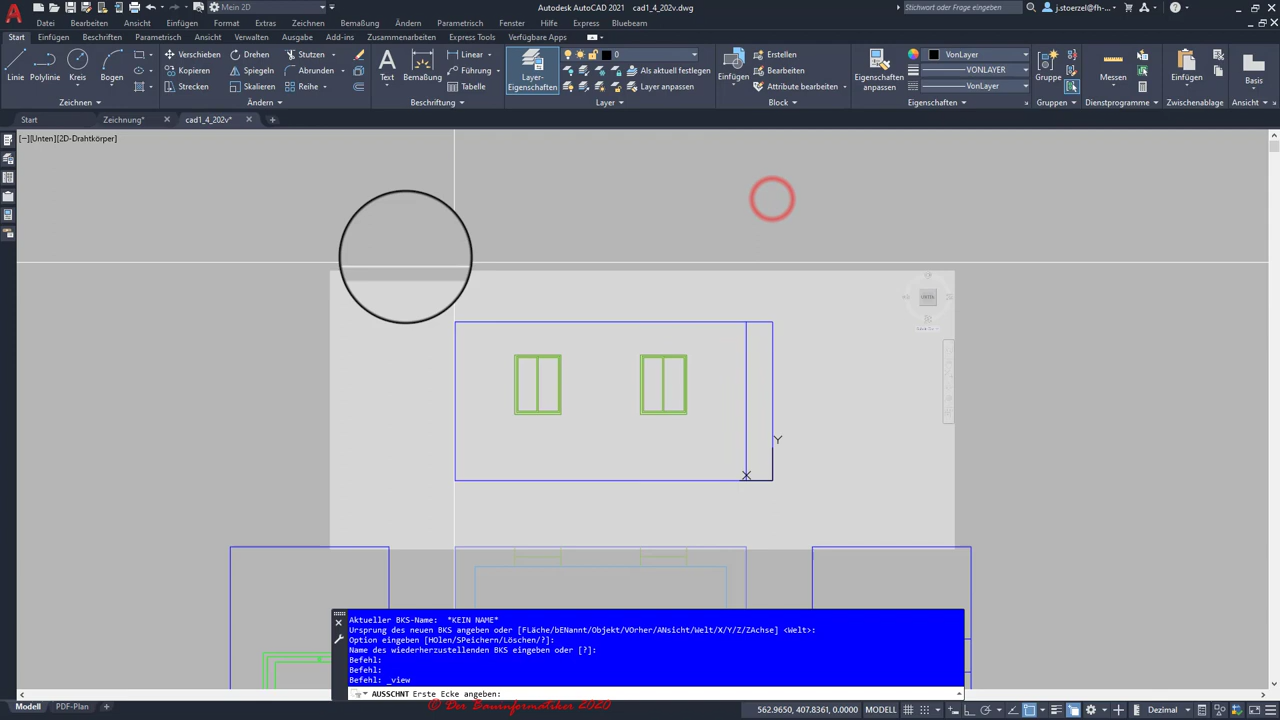 Mein 2D
Autodesk AutoCAD 2021 cad1_4_202v.dwg
Stichwort oder Frage eingeben
j.stoerzel@fh-...
Datei
Bearbeiten
Ansicht
Einfügen
Format
Extras
Zeichnen
Bemaßung
Ändern
Parametrisch
Fenster
Hilfe
Express
Bluebeam
Start
Einfügen
Beschriften
Parametrisch
Ansicht
Verwalten
Ausgabe
Add-ins
Express Tools
Verfügbare Apps
Linie
Polylinie
Kreis
Bogen
Zeichnen
Verschieben
Drehen
Stutzen
Kopieren
Spiegeln
Abrunden
Strecken
Skalieren
Reihe
Ändern
Text
Bemaßung
Linear
Führung
Tabelle
Beschriftung
Layer-
Eigenschaften
0
Als aktuell festlegen
Layer anpassen
Layer
Einfügen
Erstellen
Bearbeiten
Attribute bearbeiten
Block
Eigenschaften
anpassen
VonLayer
VONLAYER
VonLayer
Eigenschaften
Gruppe
Gruppen
Messen
Dienstprogramme
Einfügen
Zwischenablage
Basis
Ansicht
Start
Zeichnung*
cad1_4_202v*
[−][Unten][2D-Drahtkörper]
Y
X
Aktueller BKS-Name: *KEIN NAME*
Ursprung des neuen BKS angeben oder [FLäche/bENannt/Objekt/VOrher/ANsicht/Welt/X/Y/Z/ZAchse] <Welt>:
Option eingeben [HOlen/SPeichern/Löschen/?]:
Name des wiederherzustellenden BKS eingeben oder [?]:
Befehl:
Befehl:
Befehl: _view
AUSSCHNT Erste Ecke angeben:
© Der Bauinformatiker 2020
Modell
PDF-Plan
562.9650, 407.8361, 0.0000
MODELL
Dezimal